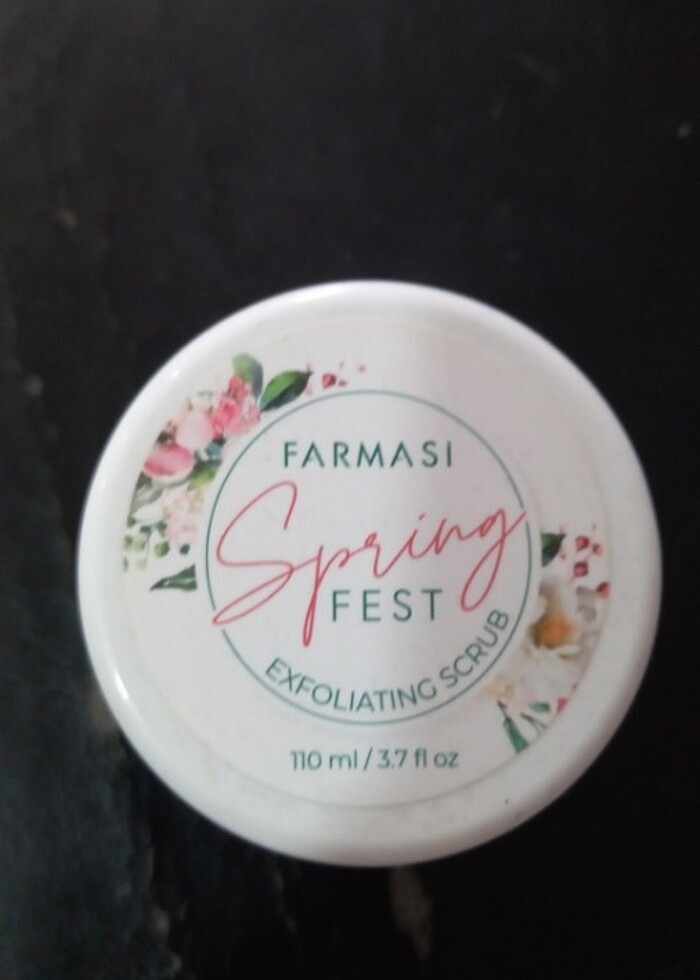 FARMASI
Spring
FEST
EXFOLIATING SCRUB
110 ml / 3.7 fl oz